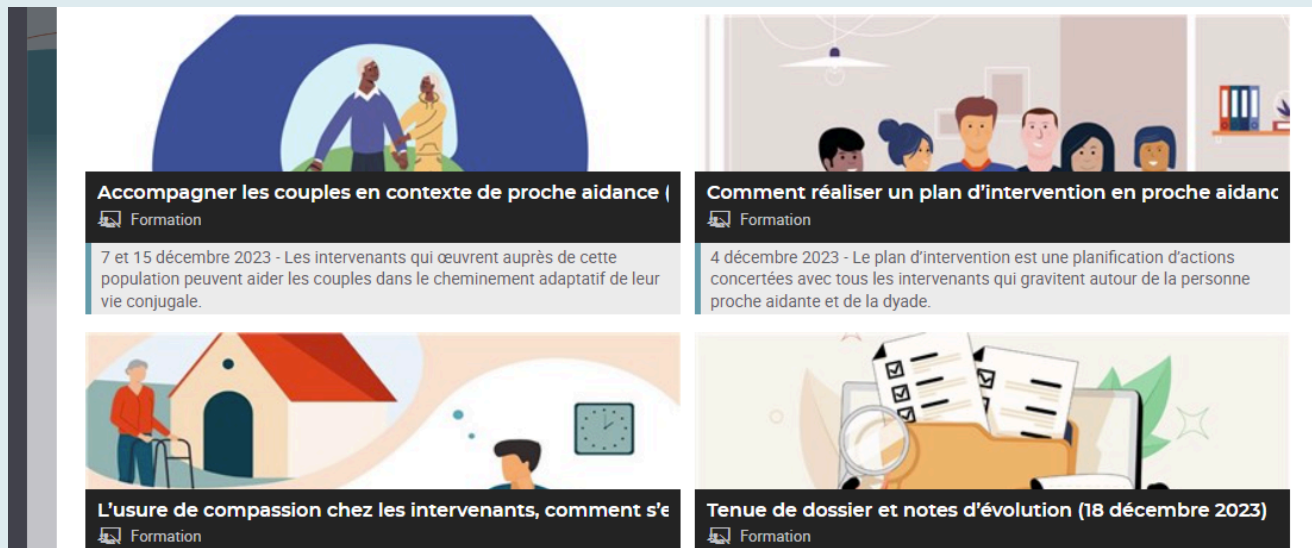 Accompagner les couples en contexte de proche aidance (
Formation
7 et 15 décembre 2023 - Les intervenants qui œuvrent auprès de cette
population peuvent aider les couples dans le cheminement adaptatif de leur
vie conjugale.
Comment réaliser un plan d'intervention en proche aidanc
Formation
4 décembre 2023 - Le plan d'intervention est une planification d'actions
concertées avec tous les intervenants qui gravitent autour de la personne
proche aidante et de la dyade.
L'usure de compassion chez les intervenants, comment s'e
Formation
Tenue de dossier et notes d'évolution (18 décembre 2023)
Formation